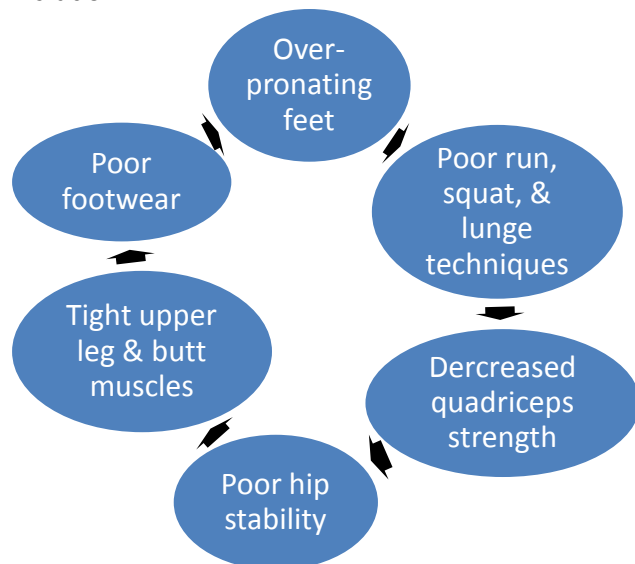 Over-
pronating
feet
Poor run,
squat, &
lunge
techniques
Dercreased
quadriceps
strength
Poor hip
stability
Tight upper
leg & butt
muscles
Poor
footwear